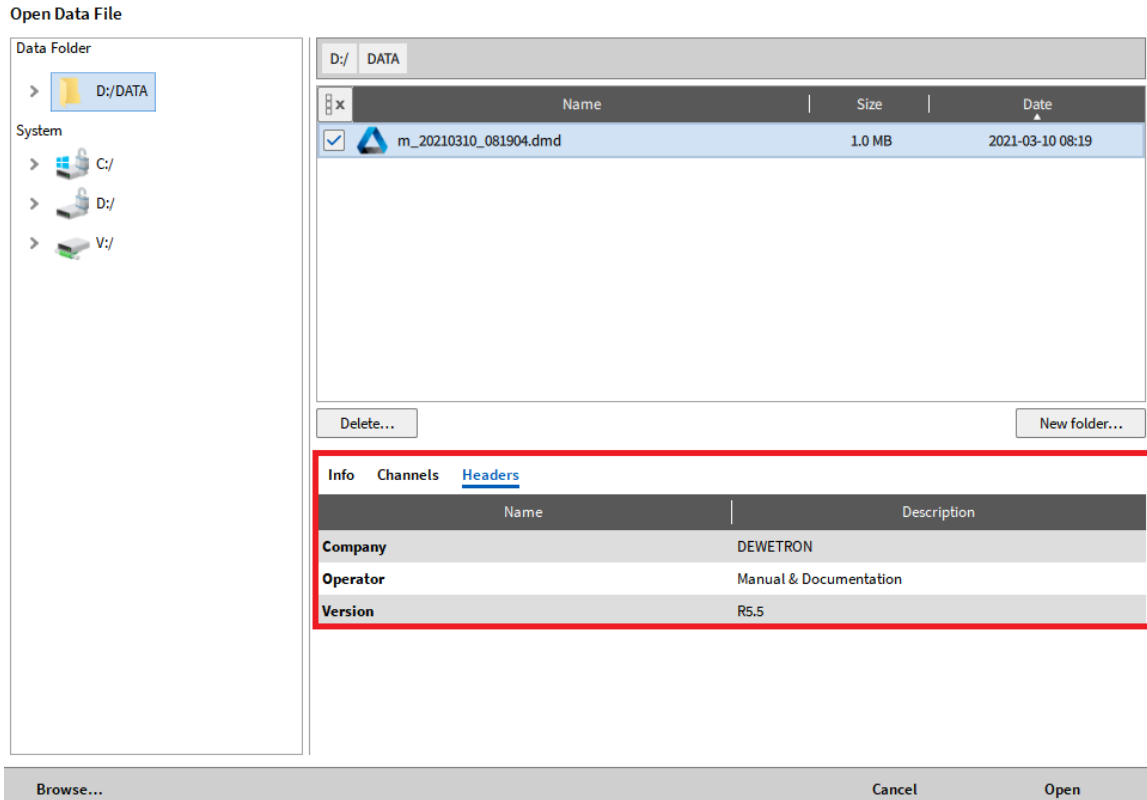 Open Data File
Data Folder
D:/DATA
System
C:/
D:/
V:/
D:/ DATA
x Name Size Date
m_20210310_081904.dmd 1.0 MB 2021-03-10 08:19
Delete... New folder...
Info Channels Headers
Name Description
Company DEWETRON
Operator Manual & Documentation
Version R5.5
Browse... Cancel Open